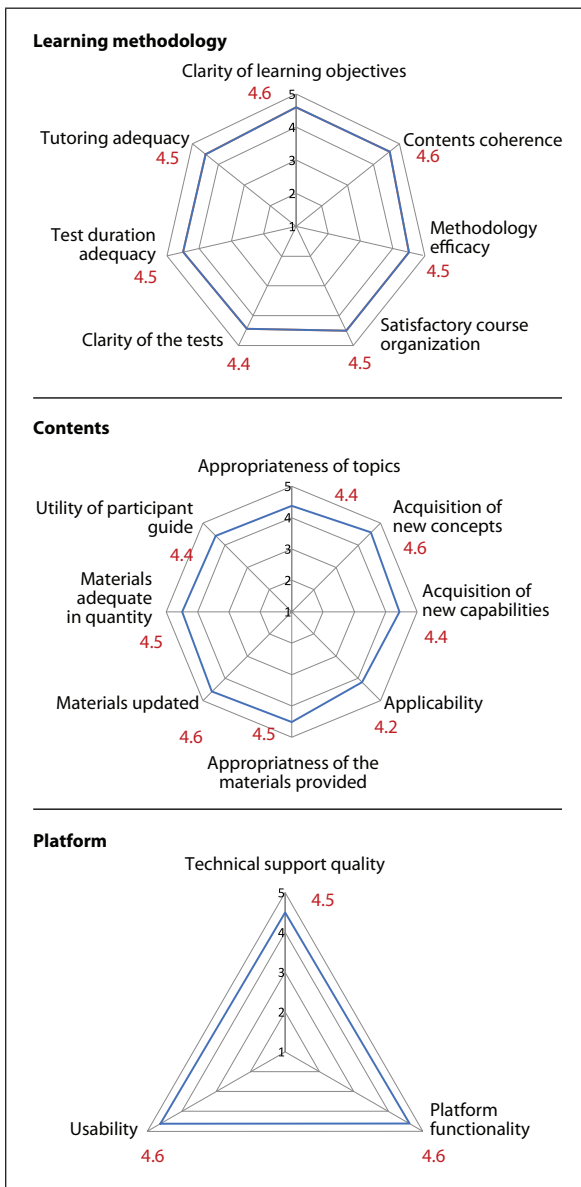 Learning methodology
Clarity of learning objectives
4.6
5
4
3
2
1
Tutoring adequacy
4.5
Contents coherence
4.6
Test duration
adequacy
4.5
Methodology
efficacy
4.5
Clarity of the tests
4.4
Satisfactory course
organization
4.5
Contents
Appropriateness of topics
4.4
5
4
3
2
1
Utility of participant
guide
4.4
Acquisition of
new concepts
4.6
Materials
adequate
in quantity
4.5
Acquisition of
new capabilities
4.4
Materials updated
4.6
Applicability
4.2
4.5
Appropriatness of the
materials provided
Platform
Technical support quality
4.5
5
4
3
2
1
Usability
4.6
Platform
functionality
4.6